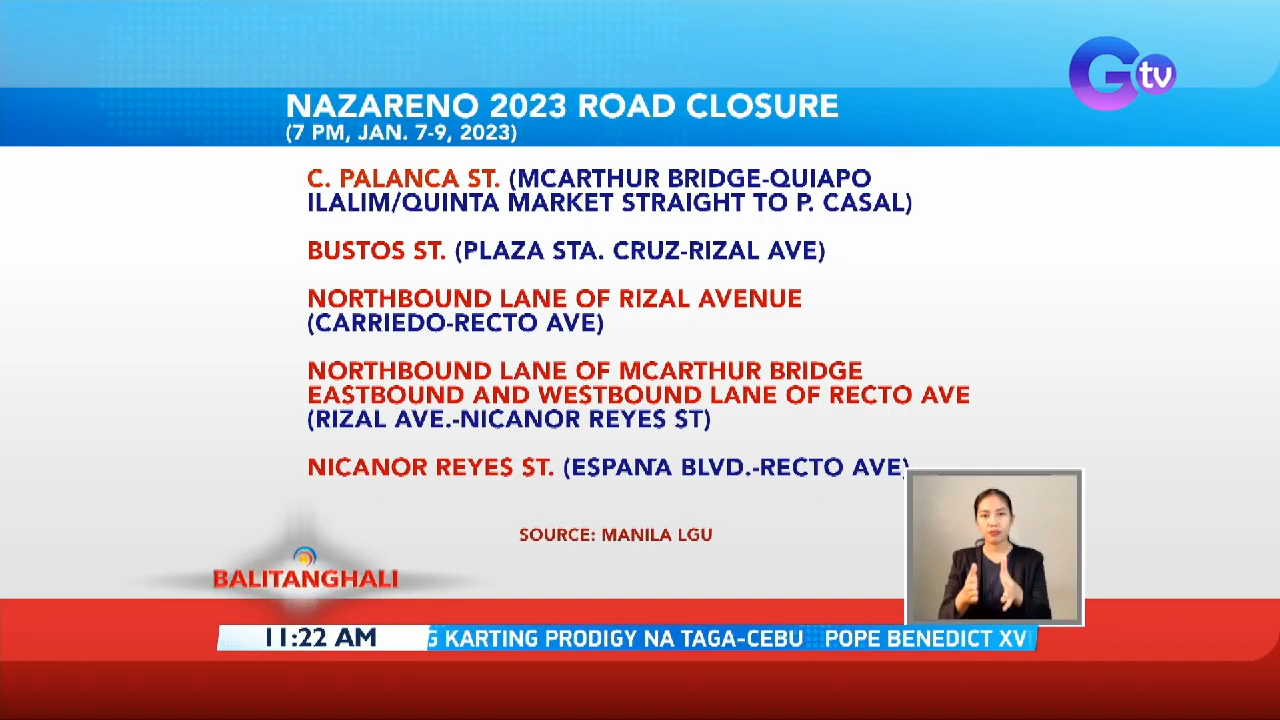 Gtv
NAZARENO 2023 ROAD CLOSURE
(7 PM, JAN. 7-9, 2023)
C. PALANCA ST. (MCARTHUR BRIDGE-QUIAPO
ILALIM/QUINTA MARKET STRAIGHT TO P. CASAL)
BUSTOS ST. (PLAZA STA. CRUZ-RIZAL AVE)
NORTHBOUND LANE OF RIZAL AVENUE
(CARRIEDO-RECTO AVE)
NORTHBOUND LANE OF MCARTHUR BRIDGE
EASTBOUND AND WESTBOUND LANE OF RECTO AVE
(RIZAL AVE.-NICANOR REYES ST)
NICANOR REYES ST. (ESPAÑA BLVD.-RECTO AVE)
SOURCE: MANILA LGU
BALITANGHALI
11:22 AM G KARTING PRODIGY NA TAGA-CEBU POPE BENEDICT XV